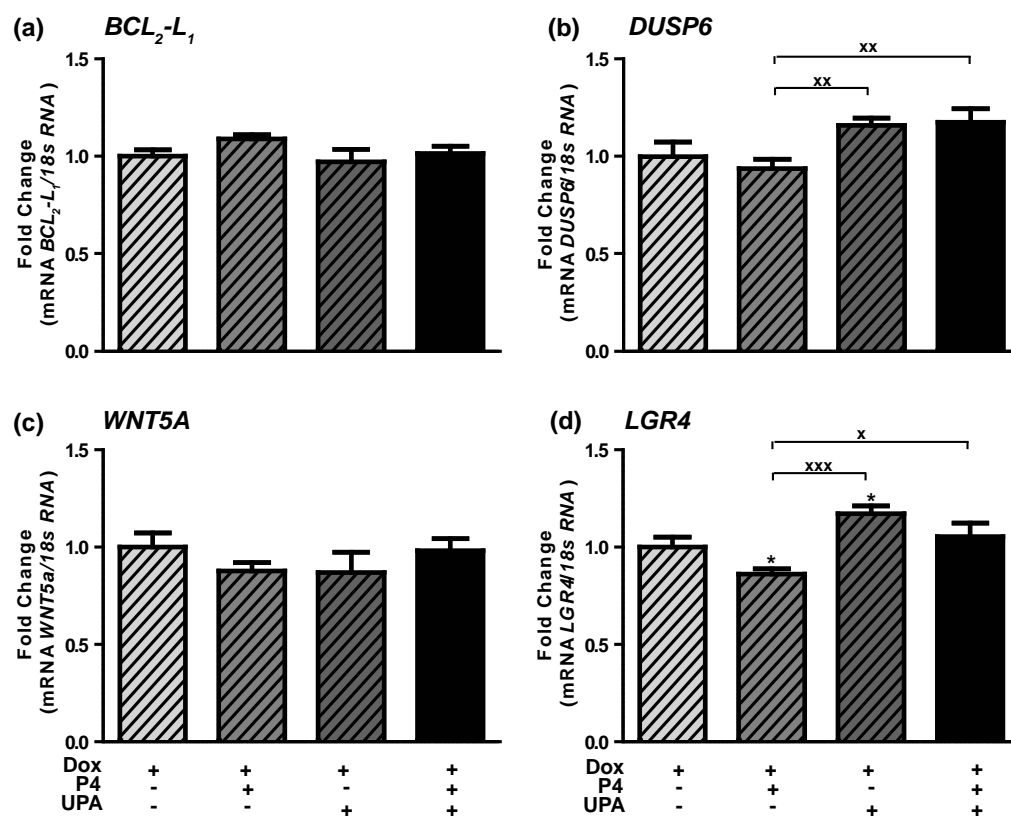 (a) BCL2-L1
Fold Change
(mRNA BCL2-L1/18s RNA)
1.5
1.0
0.5
0.0
(b) DUSP6
Fold Change
(mRNA DUSP6/18s RNA)
1.5
1.0
0.5
0.0
xx
xx
(c) WNT5A
Fold Change
(mRNA WNT5a/18s RNA)
1.5
1.0
0.5
0.0
Dox + + + +
P4 - + - +
UPA - - + +
(d) LGR4
Fold Change
(mRNA LGR4/18s RNA)
1.5
1.0
0.5
0.0
x
xxx
*
*
Dox + + + +
P4 - + - +
UPA - - + +